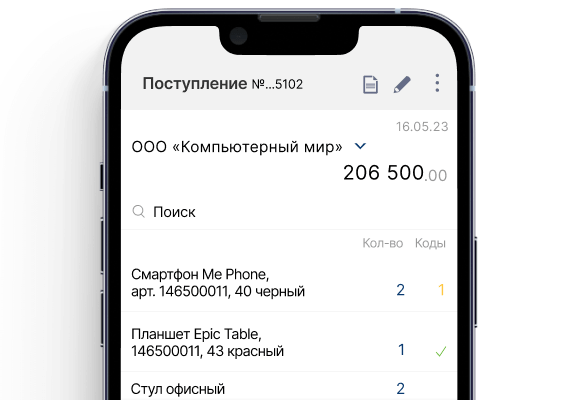 Поступление №...5102
16.05.23
ООО «Компьютерный мир»
206 500.00
Поиск
Кол-во Коды
Смартфон Me Phone,
арт. 146500011, 40 черный 2 1
Планшет Epic Table,
146500011, 43 красный 1
Стул офисный 2